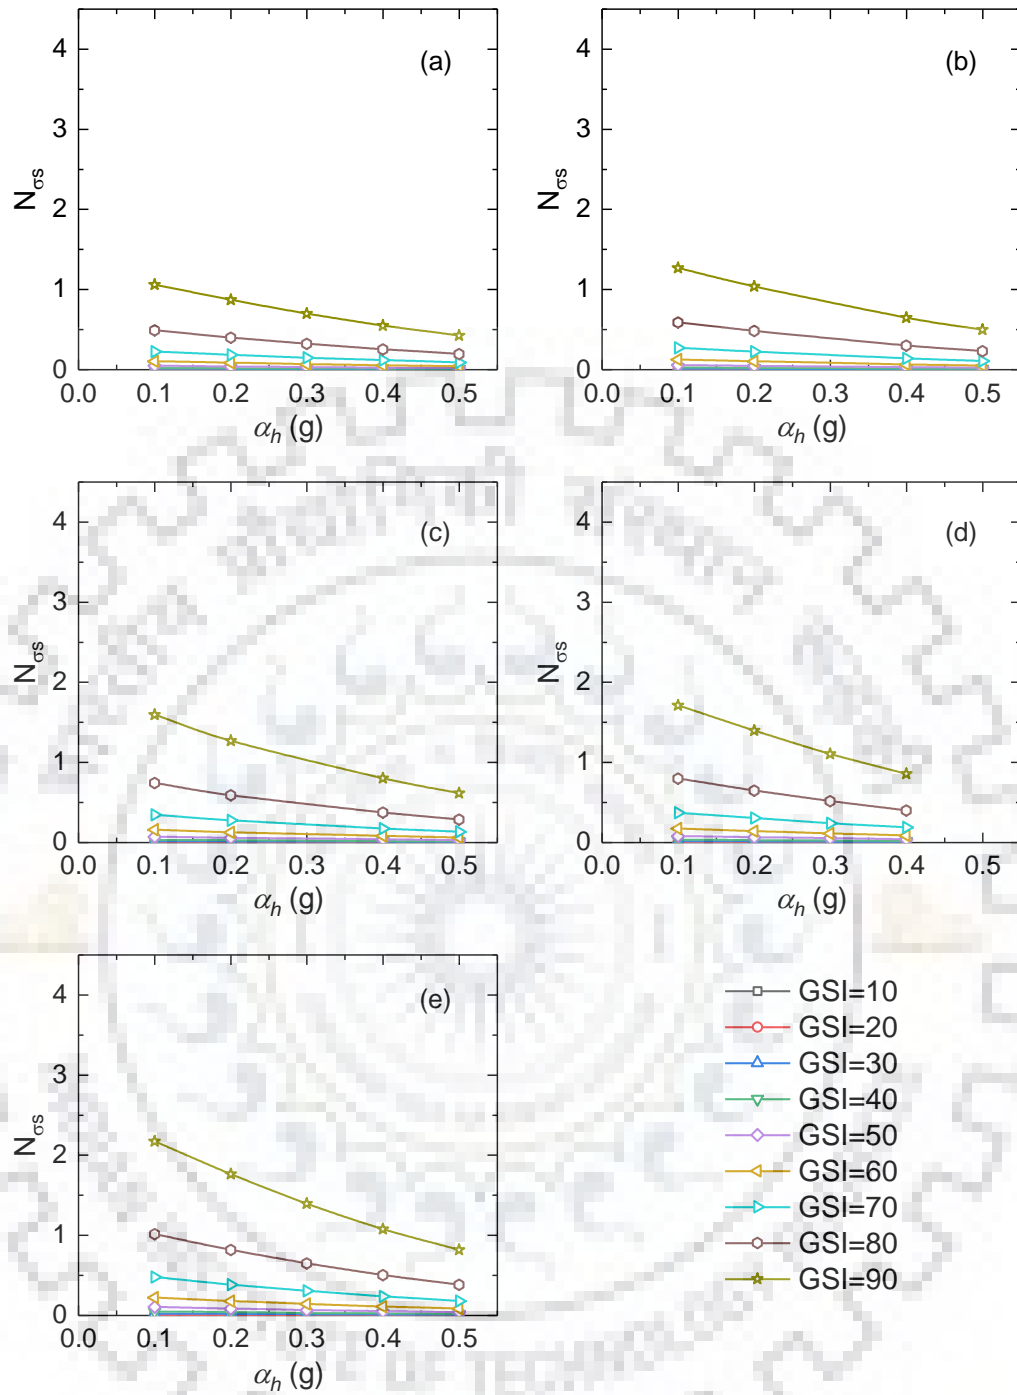 (a)
4
3
2
1
0
N_σs
0.0 0.1 0.2 0.3 0.4 0.5
α_h (g)
(b)
4
3
2
1
0
N_σs
0.0 0.1 0.2 0.3 0.4 0.5
α_h (g)
(c)
4
3
2
1
0
N_σs
0.0 0.1 0.2 0.3 0.4 0.5
α_h (g)
(d)
4
3
2
1
0
N_σs
0.0 0.1 0.2 0.3 0.4 0.5
α_h (g)
(e)
4
3
2
1
0
N_σs
0.0 0.1 0.2 0.3 0.4 0.5
α_h (g)
GSI=10
GSI=20
GSI=30
GSI=40
GSI=50
GSI=60
GSI=70
GSI=80
GSI=90